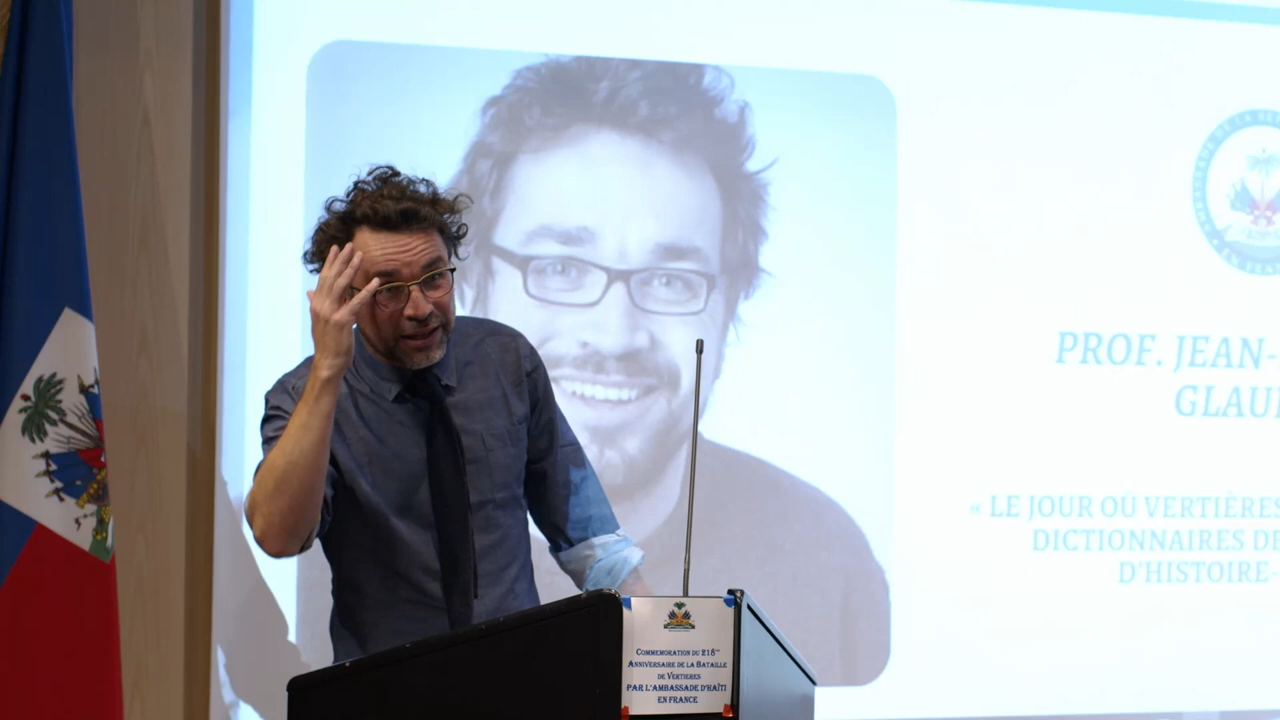 PROF. JEAN-
GLAU
« LE JOUR OÙ VERTIÈRES
DICTIONNAIRES DE
D'HISTOIRE-
COMMEMORATION DU 218
ANNIVERSAIRE DE LA BATAILLE
DE VERTIERES
PAR L'AMBASSADE D'HAÏTI
EN FRANCE